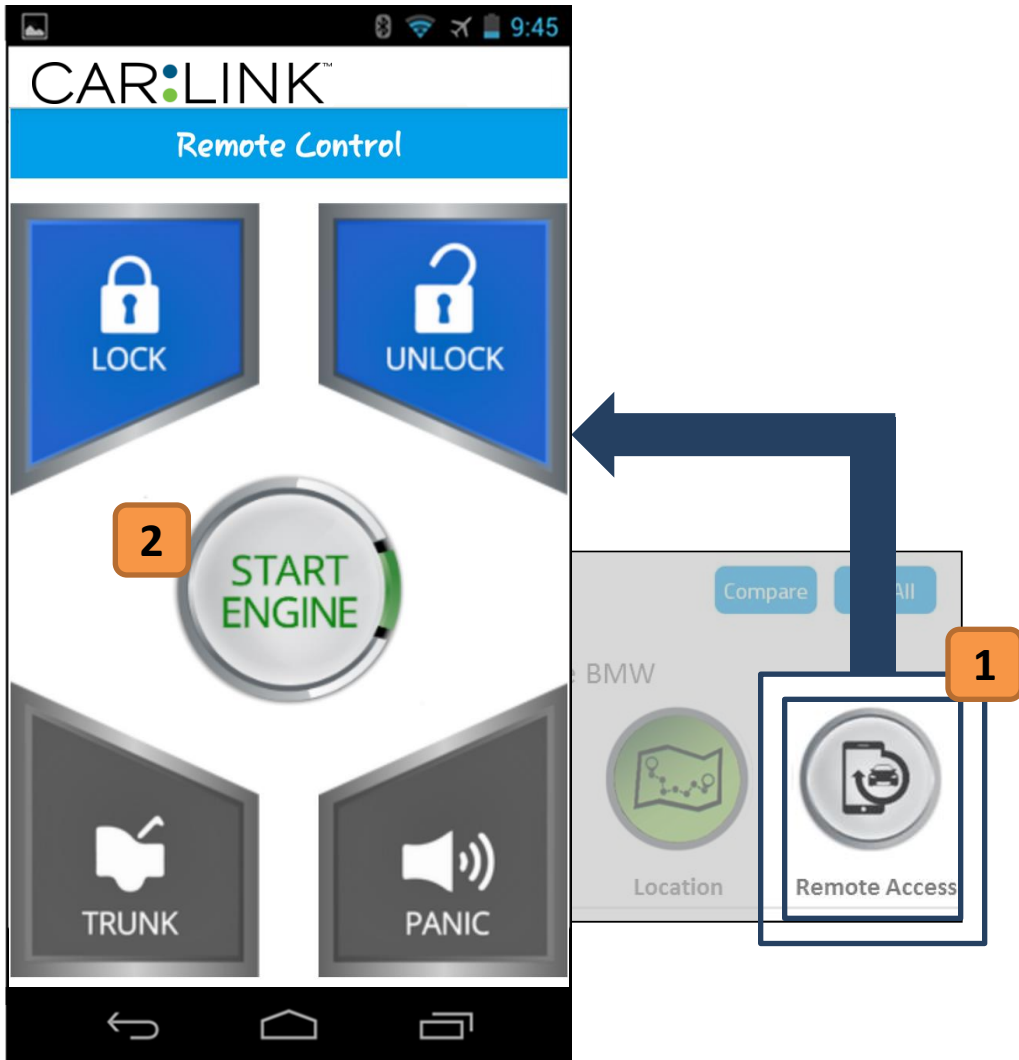 9:45
CAR:LINK™
Remote Control
LOCK
UNLOCK
2
START
ENGINE
TRUNK
PANIC
Compare
All
BMW
1
Location
Remote Access